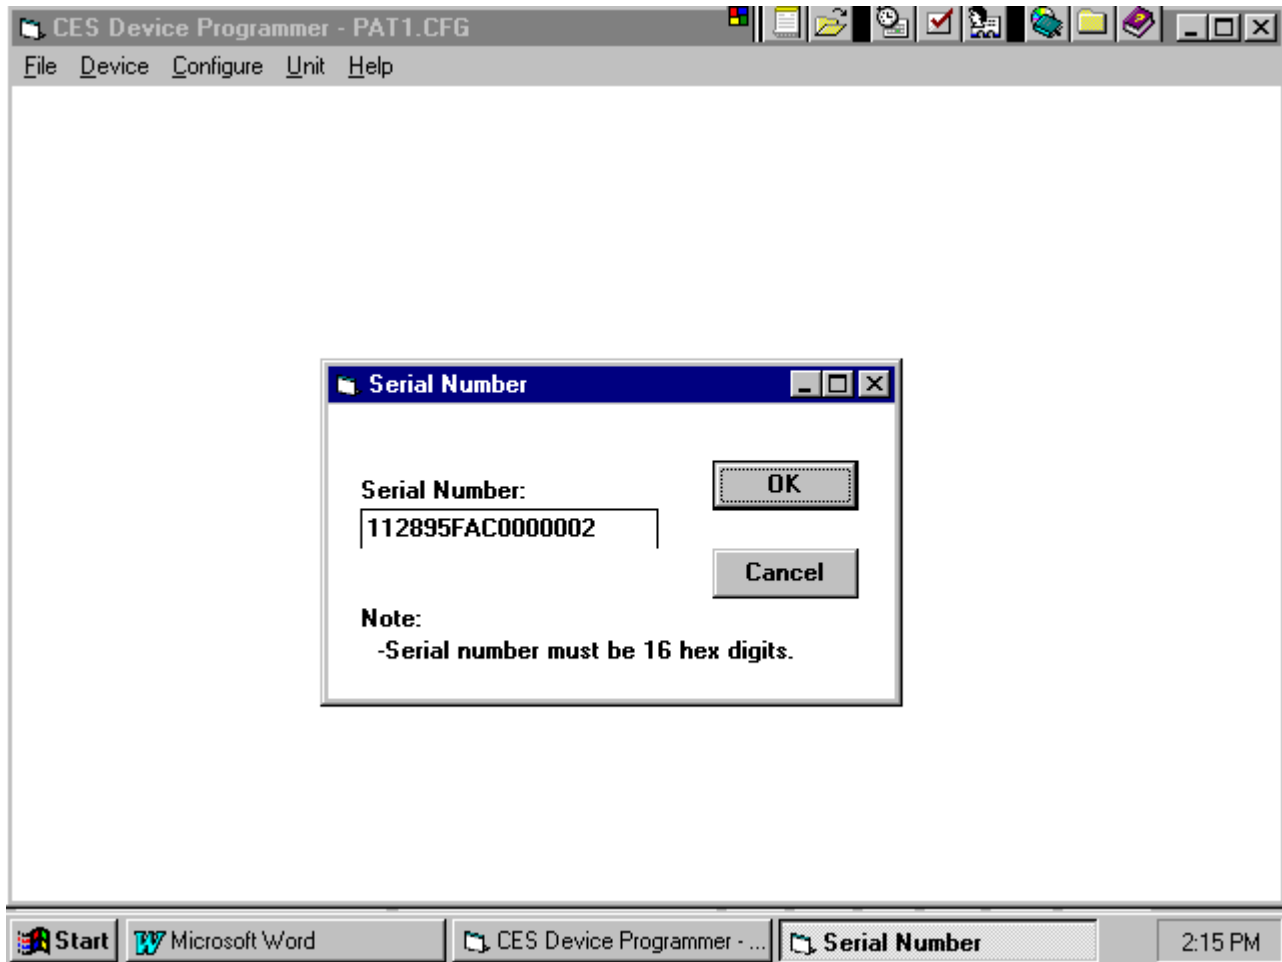 CES Device Programmer - PAT1.CFG
File Device Configure Unit Help
Serial Number
Serial Number:
OK
112895FAC0000002
Cancel
Note:
-Serial number must be 16 hex digits.
Start Microsoft Word CES Device Programmer - ... Serial Number 2:15 PM